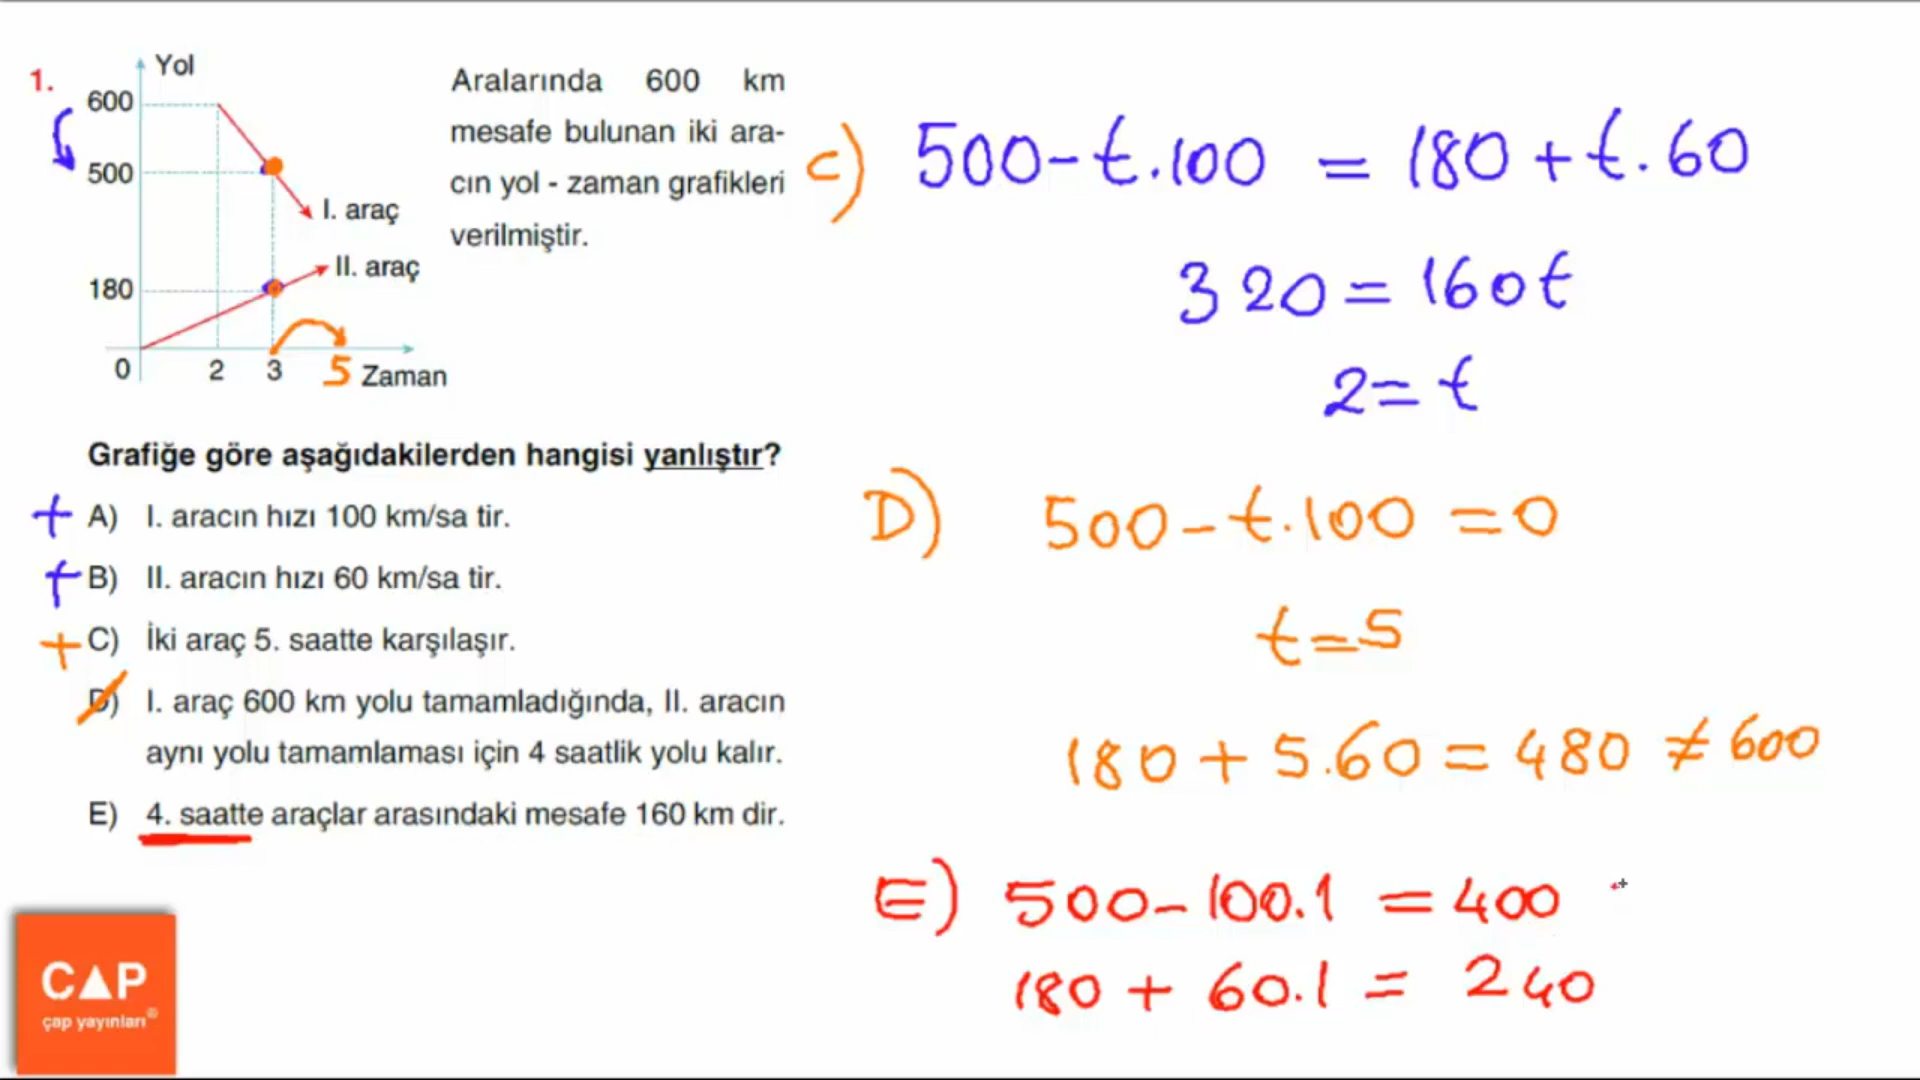 1.
Yol
600
500
180
0
2
3
5
Zaman
I. araç
II. araç
Aralarında 600 km
mesafe bulunan iki ara-
cın yol - zaman grafikleri
verilmiştir.
Grafiğe göre aşağıdakilerden hangisi yanlıştır?
+ A) I. aracın hızı 100 km/sa tir.
+ B) II. aracın hızı 60 km/sa tir.
+ C) İki araç 5. saatte karşılaşır.
D) I. araç 600 km yolu tamamladığında, II. aracın
aynı yolu tamamlaması için 4 saatlik yolu kalır.
E) 4. saatte araçlar arasındaki mesafe 160 km dir.
C) 500-t.100 = 180+t.60
320=160t
2=t
D) 500-t.100=0
t=5
180+5.60=480≠600
E) 500-100.1=400
180+60.1=240
CAP
çap yayınları®